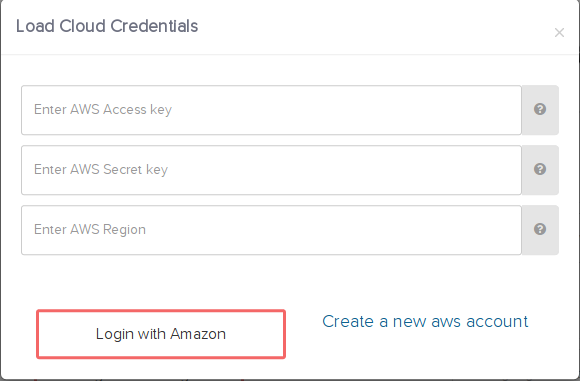 Load Cloud Credentials
×
Enter AWS Access key
?
Enter AWS Secret key
?
Enter AWS Region
?
Login with Amazon
Create a new aws account